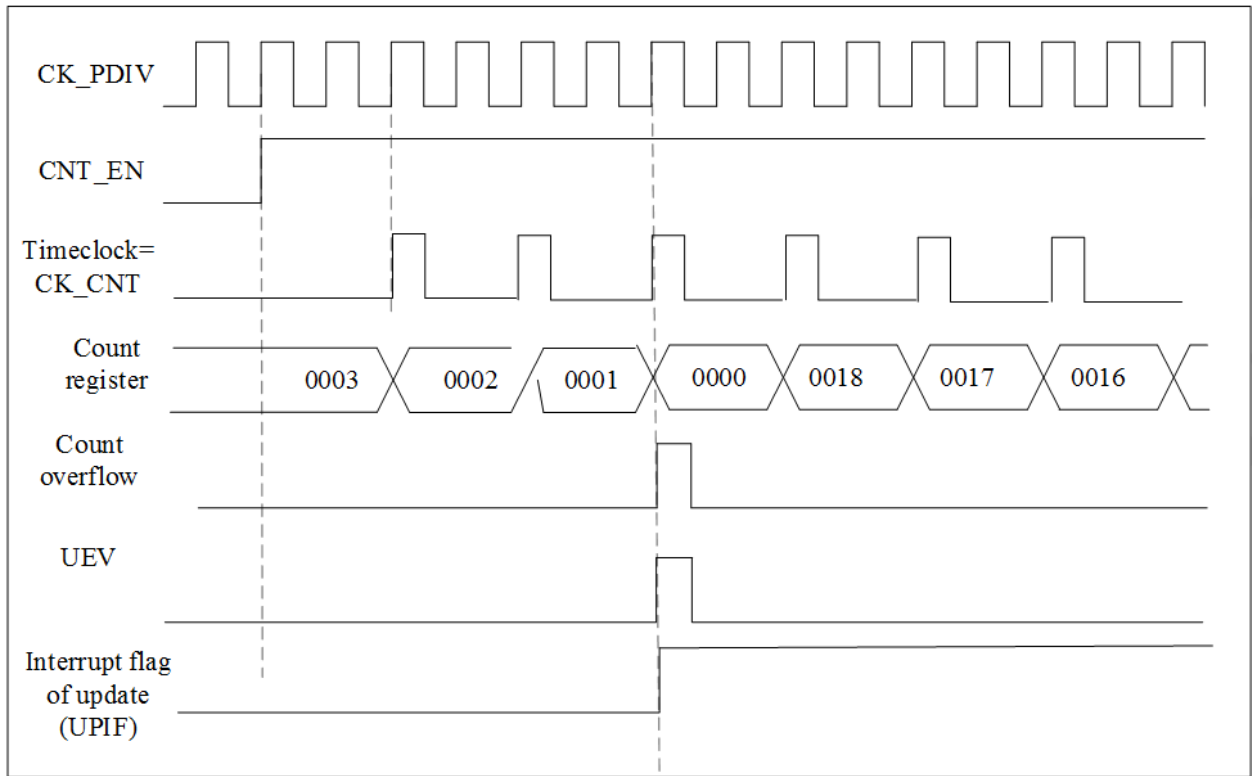 CK_PDIV
CNT_EN
Timeclock=
CK_CNT
Count
register
0003 0002 0001 0000 0018 0017 0016
Count
overflow
UEV
Interrupt flag
of update
(UPIF)